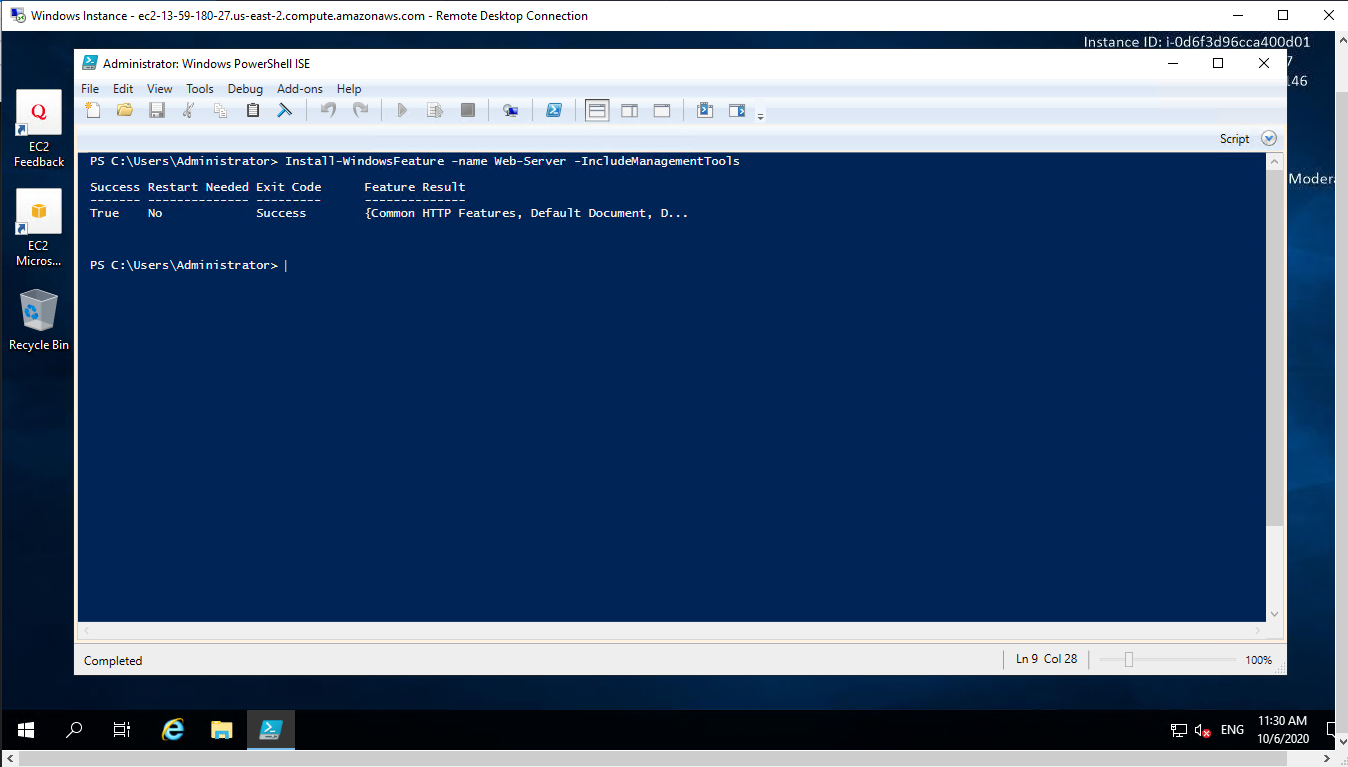 Windows Instance - ec2-13-59-180-27.us-east-2.compute.amazonaws.com - Remote Desktop Connection
Instance ID: i-0d6f3d96cca400d01
7
146
Moder
Administrator: Windows PowerShell ISE
File Edit View Tools Debug Add-ons Help
Script
PS C:\Users\Administrator> Install-WindowsFeature -name Web-Server -IncludeManagementTools
Success Restart Needed Exit Code Feature Result
------- -------------- --------- --------------
True No Success {Common HTTP Features, Default Document, D...
PS C:\Users\Administrator>
Completed
Ln 9 Col 28
100%
Q
EC2
Feedback
EC2
Micros...
Recycle Bin
ENG
11:30 AM
10/6/2020